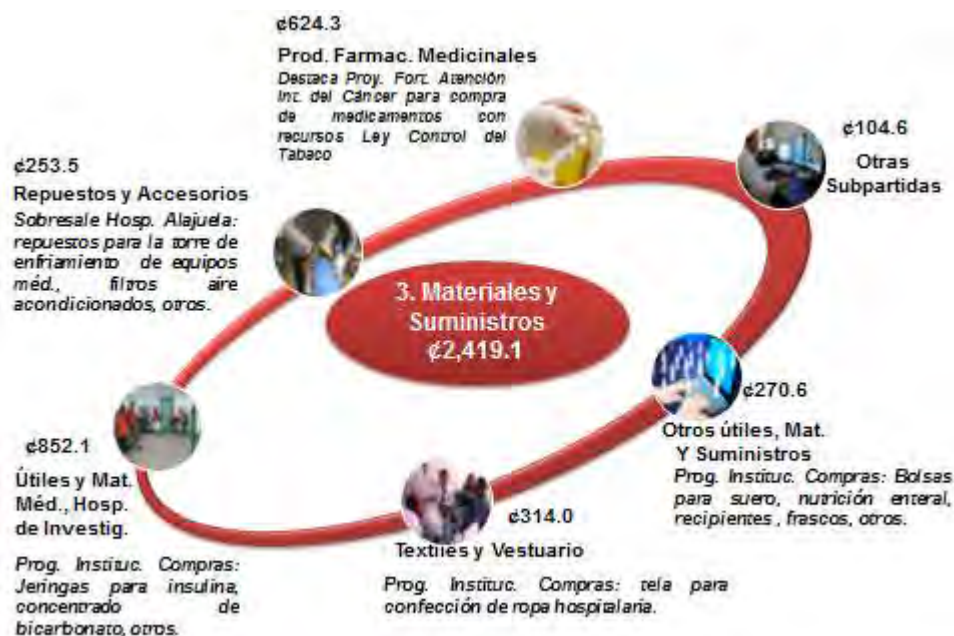 ¢624.3
Prod. Farmac. Medicinales
Destaca Proy. Fort. Atención
Int. del Cáncer para compra
de medicamentos con
recursos Ley Control del
Tabaco
¢104.6
Otras
Subpartidas
¢253.5
Repuestos y Accesorios
Sobresale Hosp. Alajuela:
repuestos para la torre de
enfriamiento de equipos
méd., filtros aire
acondicionados, otros.
3. Materiales y
Suministros
¢2,419.1
¢270.6
Otros útiles, Mat.
Y Suministros
Prog. Instituc. Compras: Bolsas
para suero, nutrición enteral,
recipientes, frascos, otros.
¢852.1
Útiles y Mat.
Méd., Hosp.
de Investig.
Prog. Instituc. Compras:
Jeringas para insulina,
concentrado de
bicarbonato, otros.
¢314.0
Textiles y Vestuario
Prog. Instituc. Compras: tela para
confección de ropa hospitalaria.